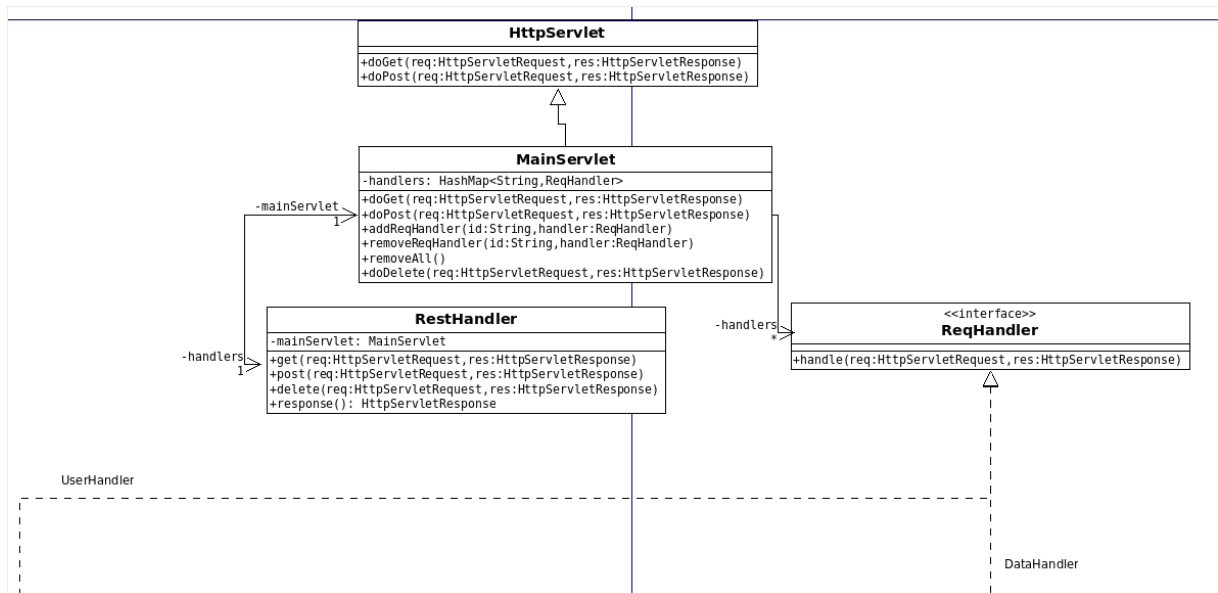 HttpServlet
+doGet(req:HttpServletRequest,res:HttpServletResponse)
+doPost(req:HttpServletRequest,res:HttpServletResponse)
MainServlet
-handlers: HashMap<String,ReqHandler>
+doGet(req:HttpServletRequest,res:HttpServletResponse)
+doPost(req:HttpServletRequest,res:HttpServletResponse)
+addReqHandler(id:String,handler:ReqHandler)
+removeReqHandler(id:String,handler:ReqHandler)
+removeAll()
+doDelete(req:HttpServletRequest,res:HttpServletResponse)
-mainServlet
1
RestHandler
-mainServlet: MainServlet
+get(req:HttpServletRequest,res:HttpServletResponse)
+post(req:HttpServletRequest,res:HttpServletResponse)
+delete(req:HttpServletRequest,res:HttpServletResponse)
+response(): HttpServletResponse
-handlers
1
-handlers
*
<<interface>>
ReqHandler
+handle(req:HttpServletRequest,res:HttpServletResponse)
UserHandler
DataHandler